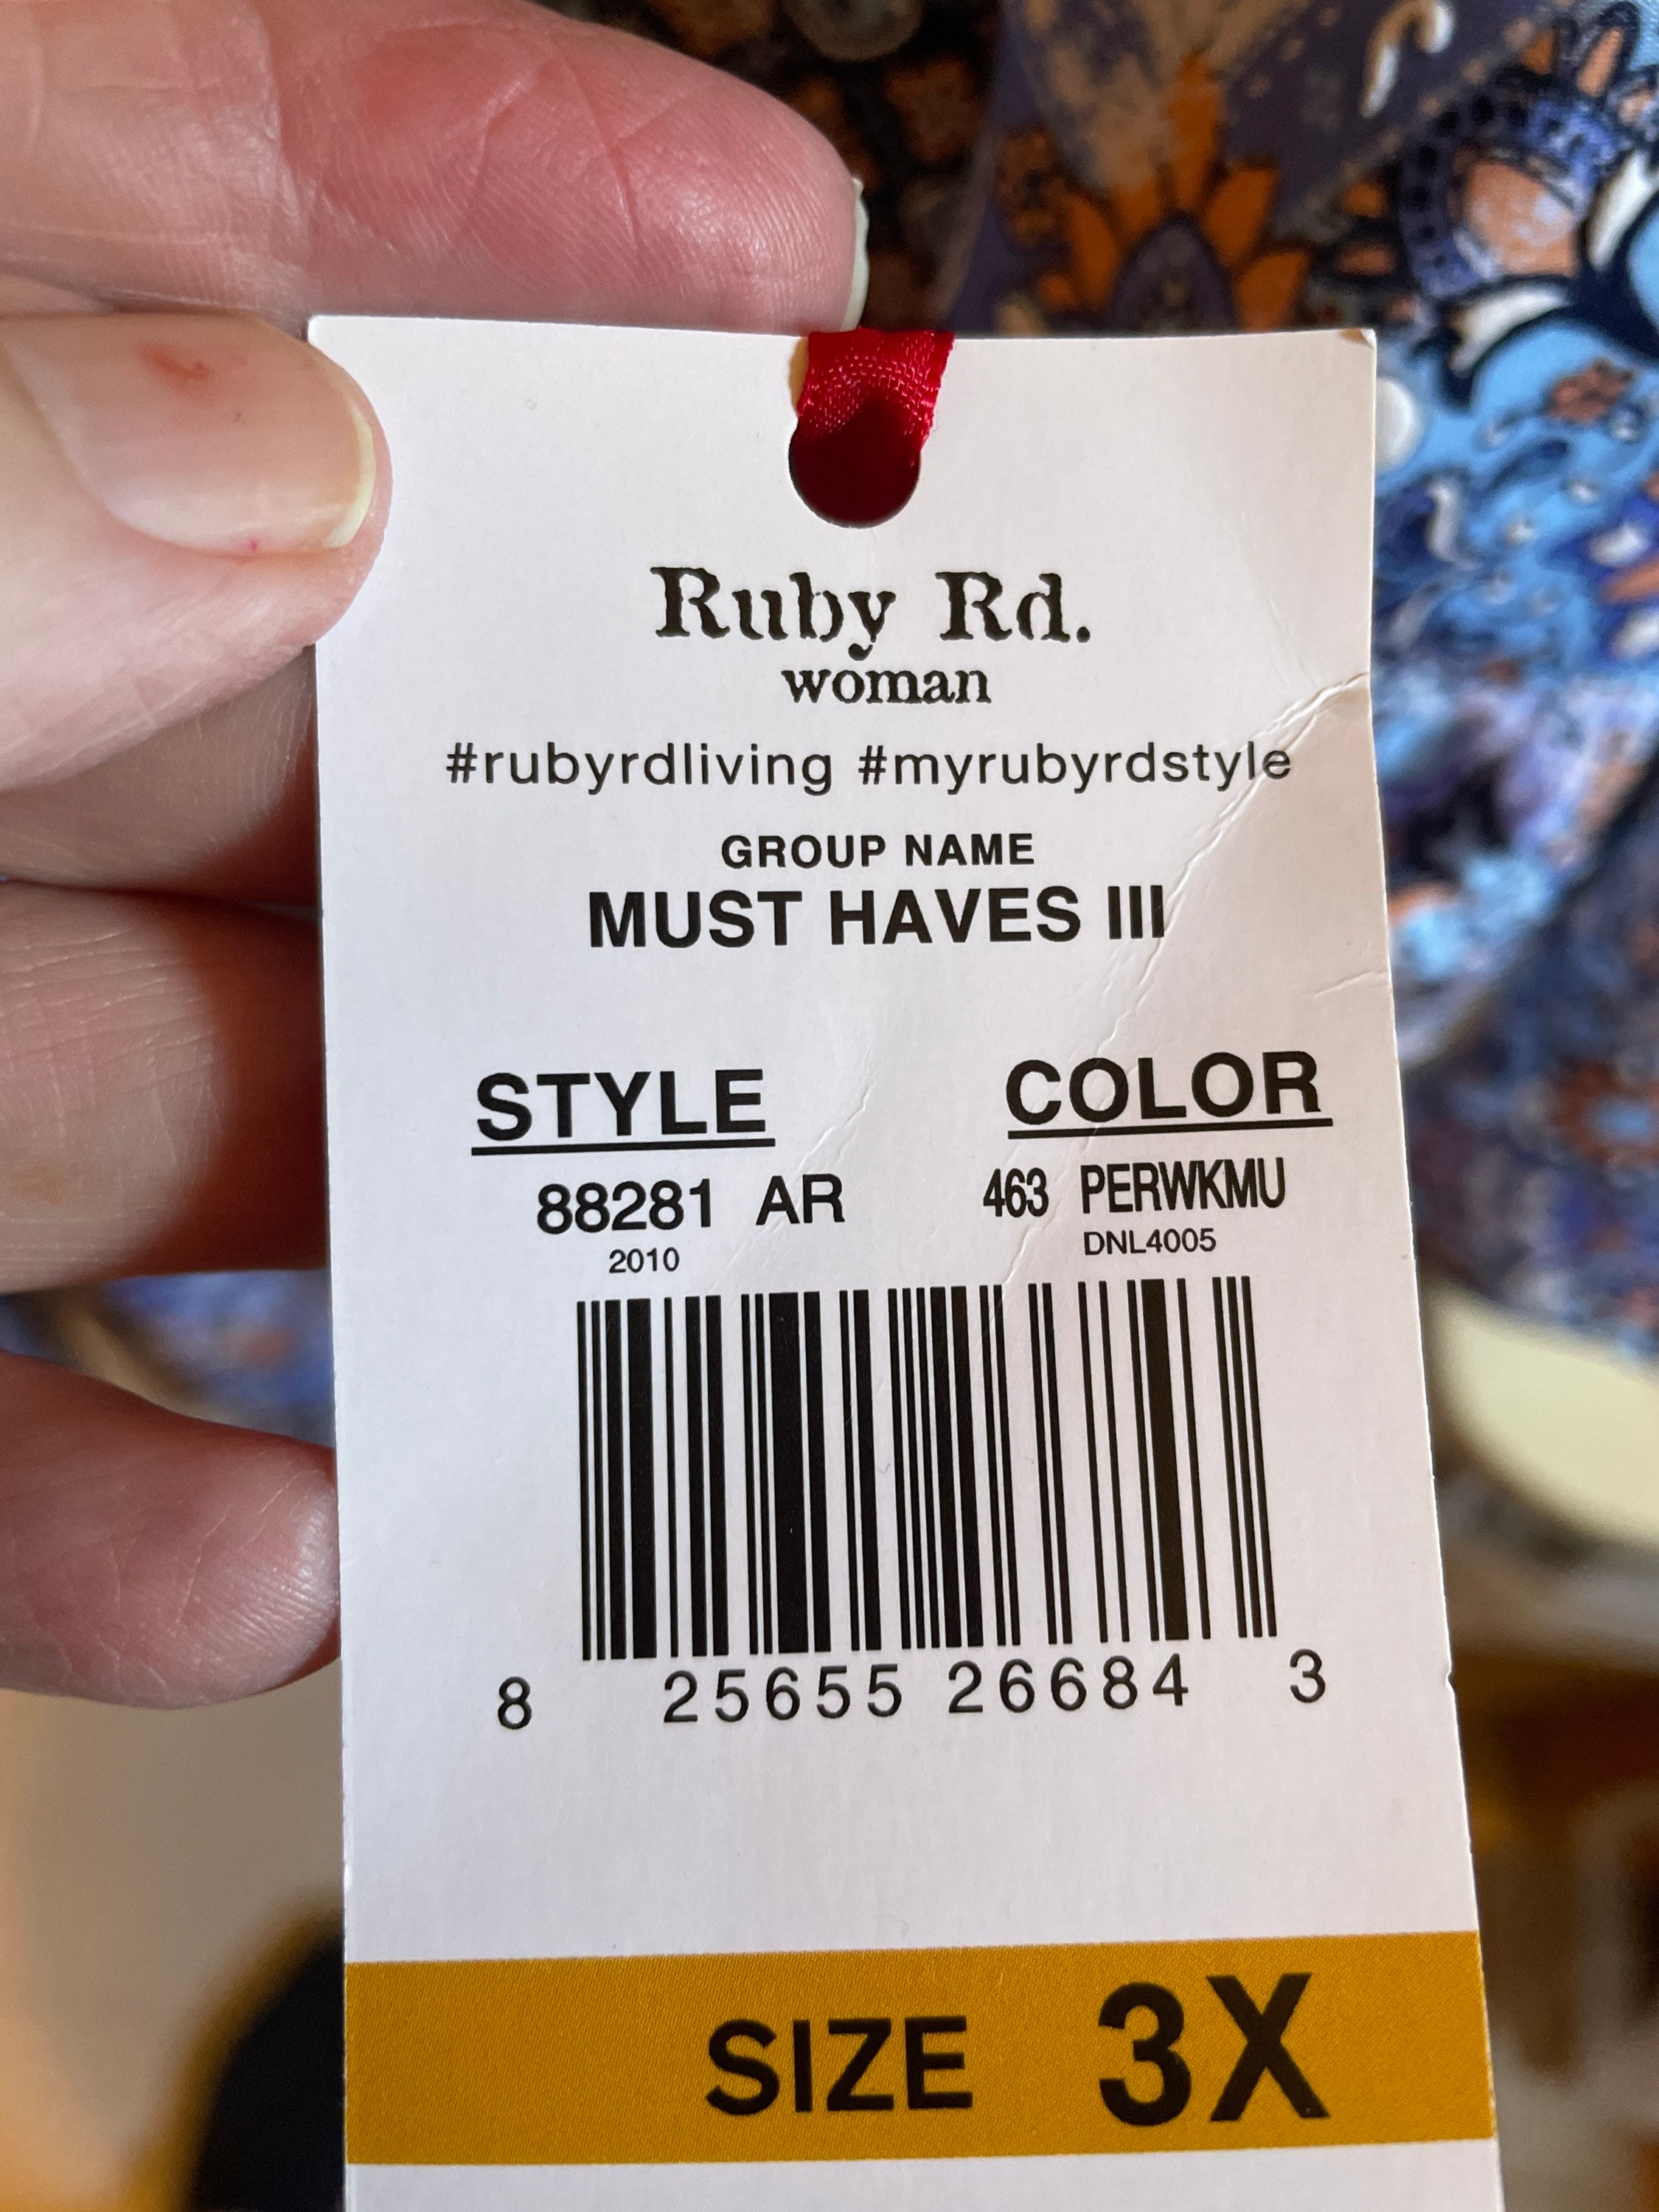 Ruby Rd.
woman
#rubyrdliving #myrubyrdstyle
GROUP NAME
MUST HAVES III
STYLE COLOR
88281 AR 463 PERWKMU
2010 DNL4005
8 25655 26684 3
SIZE 3X